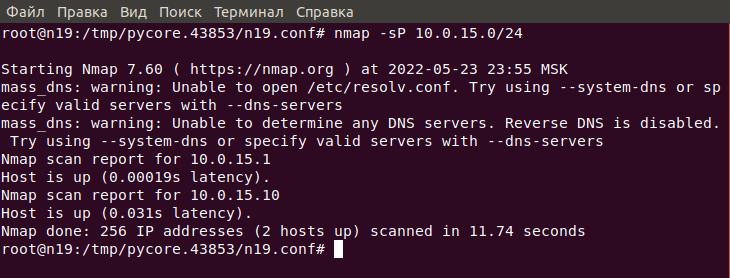 Файл Правка Вид Поиск Терминал Справка
root@n19:/tmp/pycore.43853/n19.conf# nmap -sP 10.0.15.0/24
Starting Nmap 7.60 ( https://nmap.org ) at 2022-05-23 23:55 MSK
mass_dns: warning: Unable to open /etc/resolv.conf. Try using --system-dns or sp
ecify valid servers with --dns-servers
mass_dns: warning: Unable to determine any DNS servers. Reverse DNS is disabled.
 Try using --system-dns or specify valid servers with --dns-servers
Nmap scan report for 10.0.15.1
Host is up (0.00019s latency).
Nmap scan report for 10.0.15.10
Host is up (0.031s latency).
Nmap done: 256 IP addresses (2 hosts up) scanned in 11.74 seconds
root@n19:/tmp/pycore.43853/n19.conf#